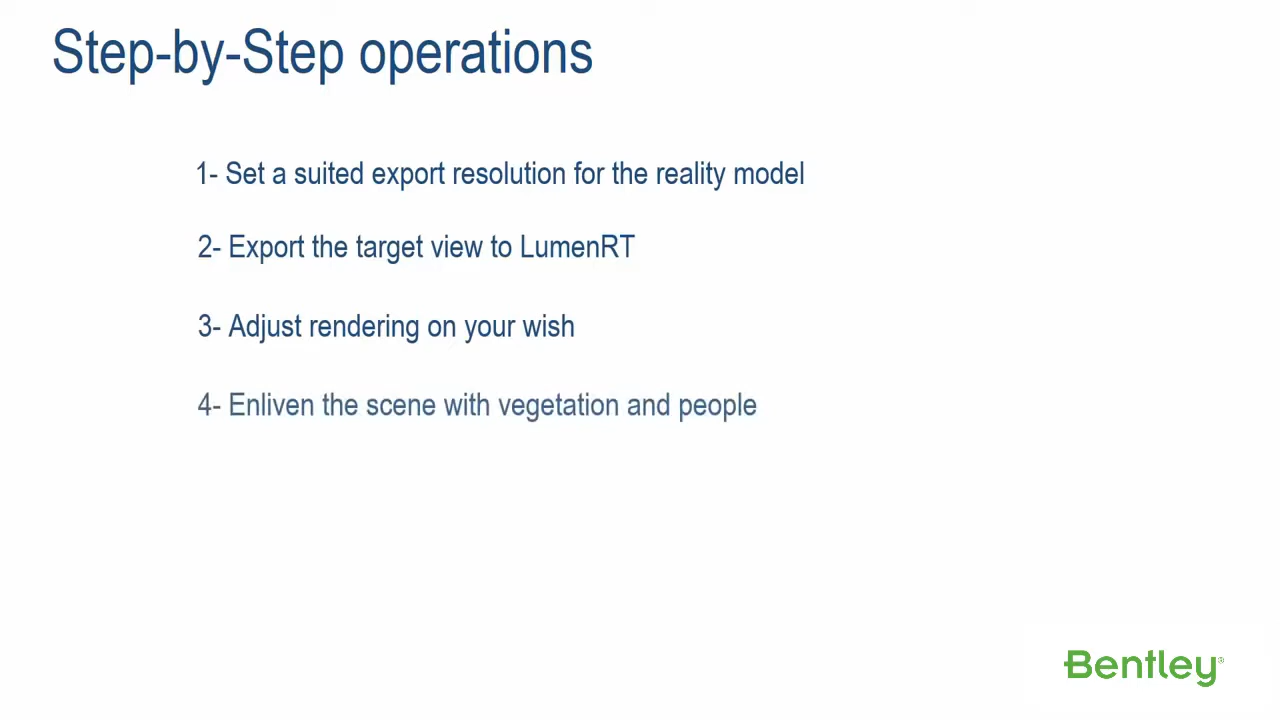 Step-by-Step operations
1- Set a suited export resolution for the reality model
2- Export the target view to LumenRT
3- Adjust rendering on your wish
4- Enliven the scene with vegetation and people
Bentley®